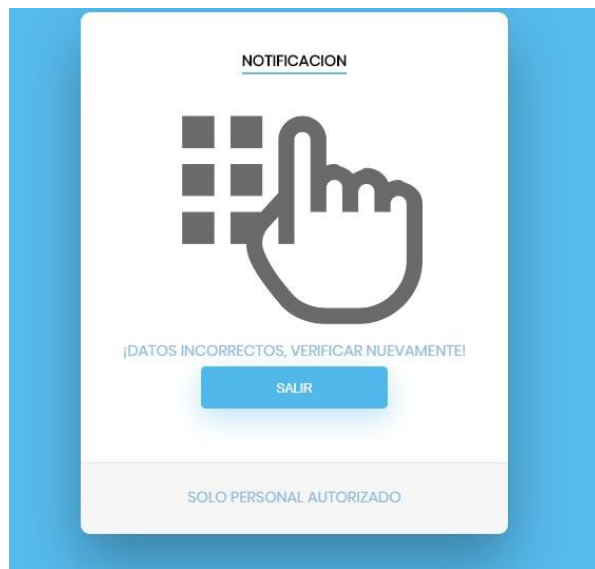 NOTIFICACION
¡DATOS INCORRECTOS, VERIFICAR NUEVAMENTE!
SALIR
SOLO PERSONAL AUTORIZADO